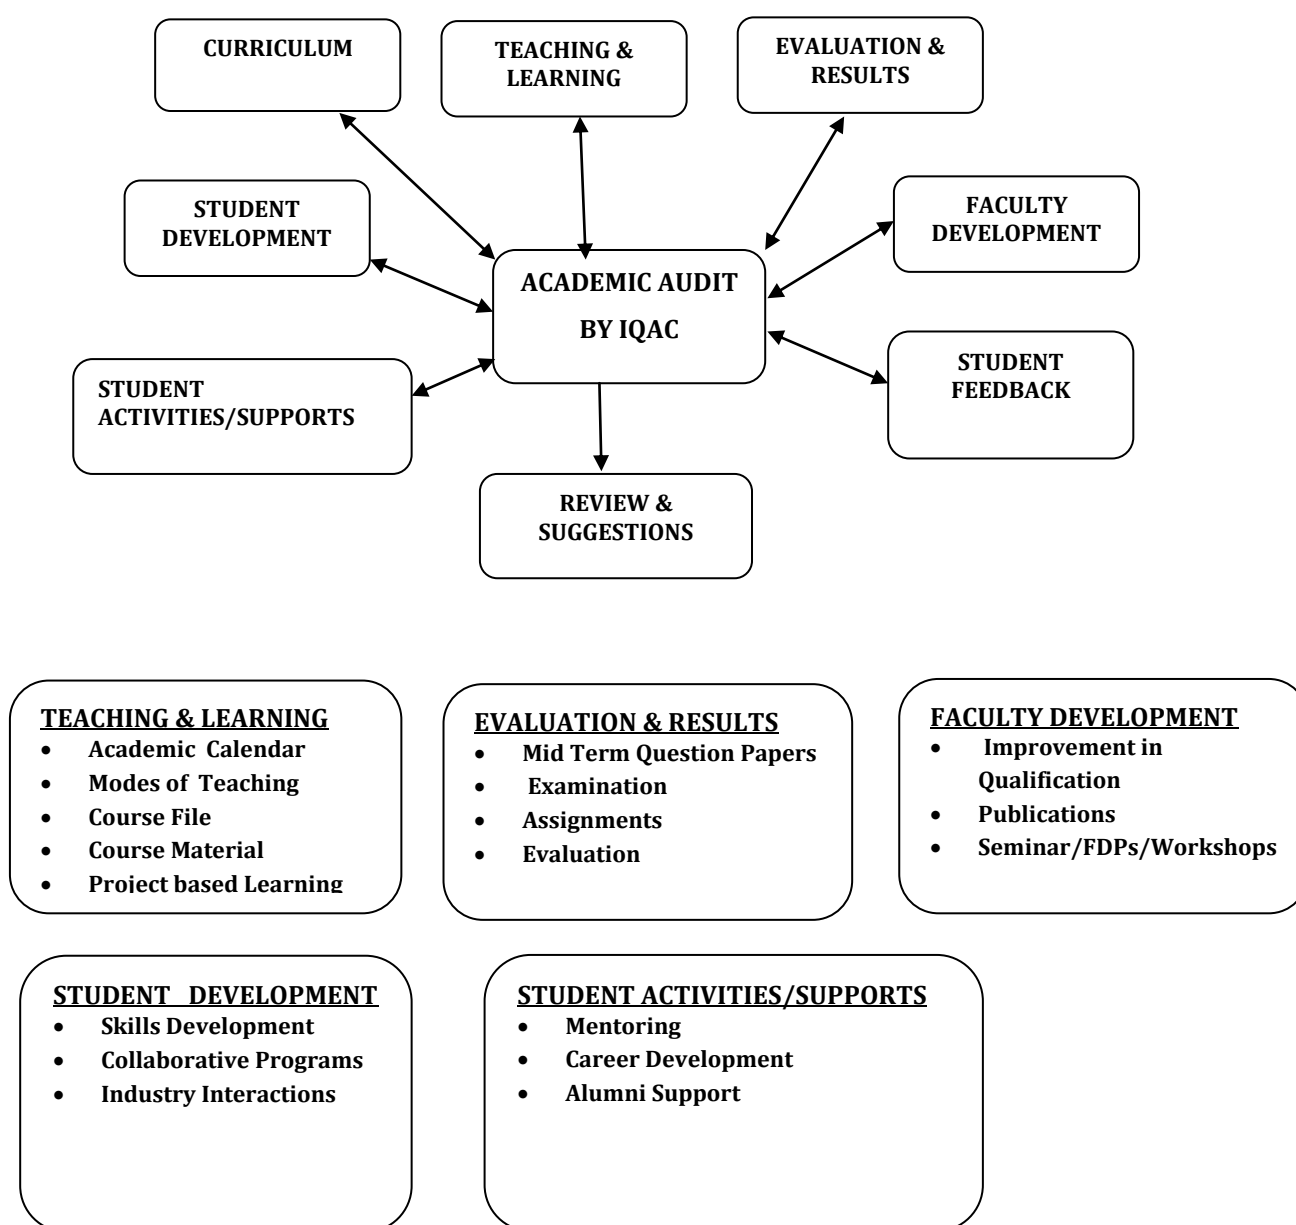 CURRICULUM
TEACHING &
LEARNING
EVALUATION &
RESULTS
STUDENT
DEVELOPMENT
FACULTY
DEVELOPMENT
ACADEMIC AUDIT
BY IQAC
STUDENT
ACTIVITIES/SUPPORTS
STUDENT
FEEDBACK
REVIEW &
SUGGESTIONS
TEACHING & LEARNING
• Academic Calendar
• Modes of Teaching
• Course File
• Course Material
• Project based Learning
EVALUATION & RESULTS
• Mid Term Question Papers
• Examination
• Assignments
• Evaluation
FACULTY DEVELOPMENT
• Improvement in
Qualification
• Publications
• Seminar/FDPs/Workshops
STUDENT DEVELOPMENT
• Skills Development
• Collaborative Programs
• Industry Interactions
STUDENT ACTIVITIES/SUPPORTS
• Mentoring
• Career Development
• Alumni Support